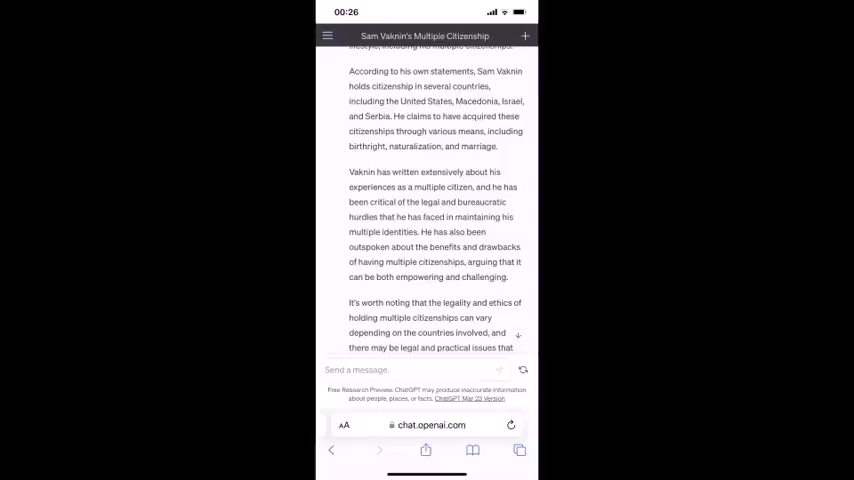 00:26
Sam Vaknin's Multiple Citizenship
lifestyle, including his multiple citizenships.
According to his own statements, Sam Vaknin
holds citizenship in several countries,
including the United States, Macedonia, Israel,
and Serbia. He claims to have acquired these
citizenships through various means, including
birthright, naturalization, and marriage.
Vaknin has written extensively about his
experiences as a multiple citizen, and he has
been critical of the legal and bureaucratic
hurdles that he has faced in maintaining his
multiple identities. He has also been
outspoken about the benefits and drawbacks
of having multiple citizenships, arguing that it
can be both empowering and challenging.
It's worth noting that the legality and ethics of
holding multiple citizenships can vary
depending on the countries involved, and
there may be legal and practical issues that
Send a message.
Free Research Preview. ChatGPT may produce inaccurate information
about people, places, or facts. ChatGPT Mar 23 Version
AA chat.openai.com